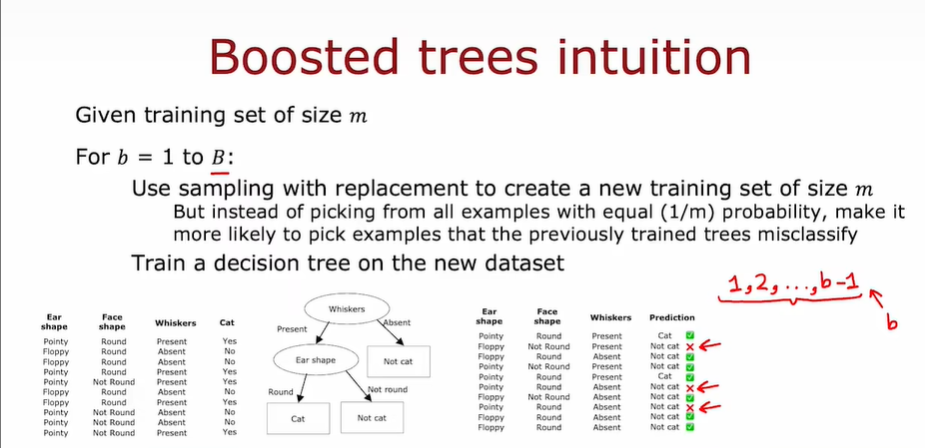 Boosted trees intuition
Given training set of size m
For b = 1 to B:
Use sampling with replacement to create a new training set of size m
But instead of picking from all examples with equal (1/m) probability, make it
more likely to pick examples that the previously trained trees misclassify
Train a decision tree on the new dataset
1,2,...,b-1
b
Ear shape Face shape Whiskers Cat
Pointy Round Present Yes
Floppy Round Absent No
Floppy Round Absent No
Pointy Round Present Yes
Pointy Not Round Present Yes
Floppy Round Absent No
Floppy Round Present Yes
Pointy Not Round Absent No
Pointy Not Round Absent No
Pointy Not Round Present Yes
Whiskers
Present Absent
Ear shape Not cat
Round Not round
Cat Not cat
Ear shape Face shape Whiskers Prediction
Pointy Round Present Cat ✅
Floppy Not Round Present Not cat ✗ ←
Floppy Round Absent Not cat ✅
Pointy Not Round Present Not cat ✅
Pointy Round Present Cat ✅
Pointy Round Absent Not cat ✗ ←
Floppy Not Round Absent Not cat ✅
Pointy Round Absent Not cat ✗ ←
Floppy Round Absent Not cat ✅
Floppy Round Absent Not cat ✅